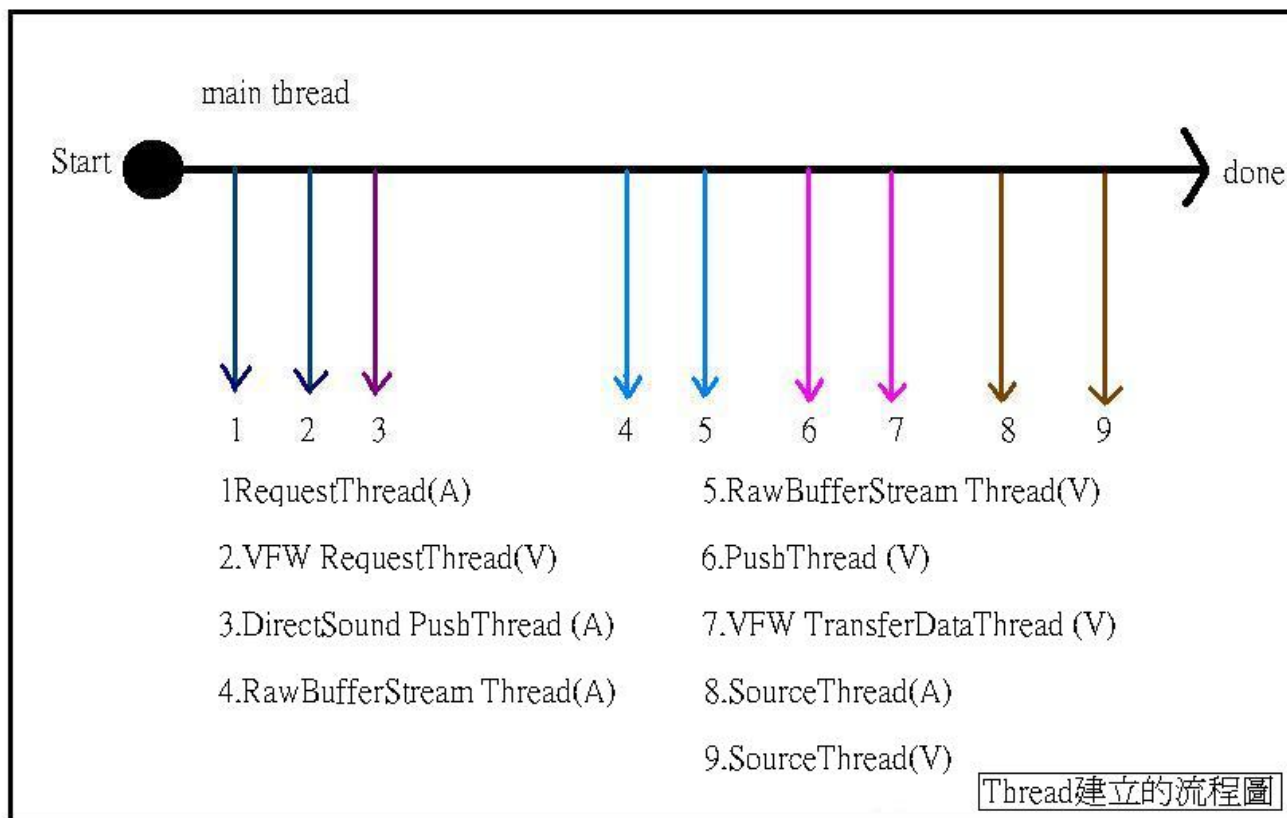 main thread
Start
done
1 2 3 4 5 6 7 8 9
1RequestThread(A)
2.VFW RequestThread(V)
3.DirectSound PushThread (A)
4.RawBufferStream Thread(A)
5.RawBufferStream Thread(V)
6.PushThread (V)
7.VFW TransferDataThread (V)
8.SourceThread(A)
9.SourceThread(V)
Thread建立的流程圖